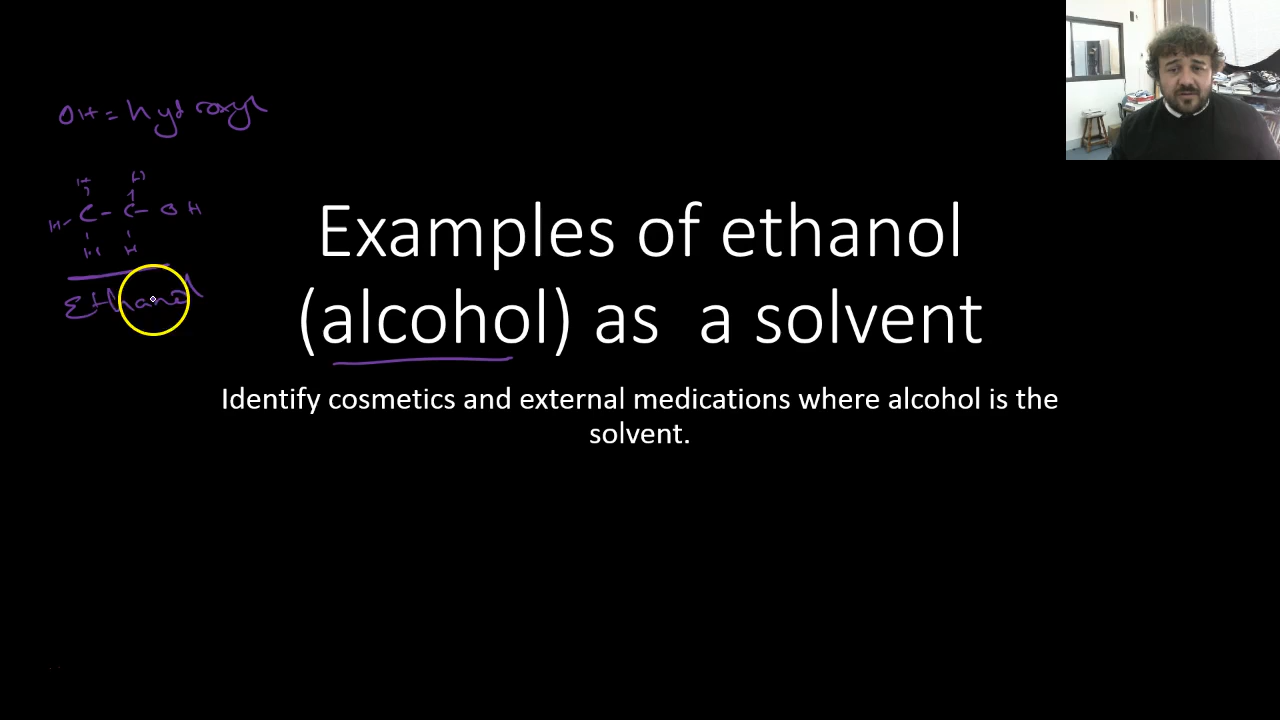 OH = hydroxyl
H H
H - C - C - O H
H H
Ethanol
Examples of ethanol
(alcohol) as a solvent
Identify cosmetics and external medications where alcohol is the
solvent.